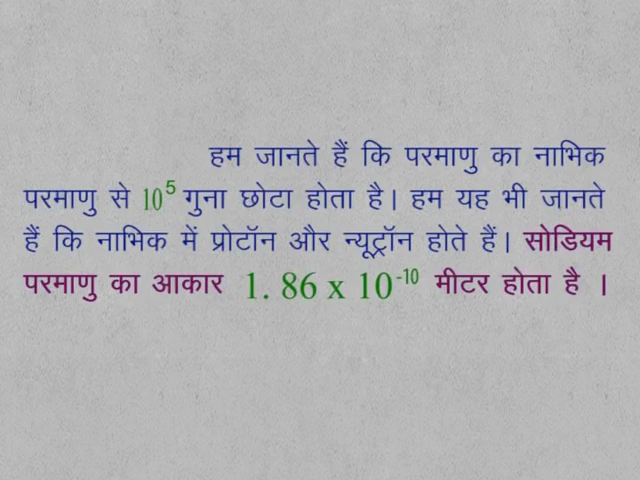 हम जानते हैं कि परमाणु का नाभिक
परमाणु से 10⁵ गुना छोटा होता है। हम यह भी जानते
हैं कि नाभिक में प्रोटॉन और न्यूट्रॉन होते हैं। सोडियम
परमाणु का आकार 1. 86 x 10⁻¹⁰ मीटर होता है ।